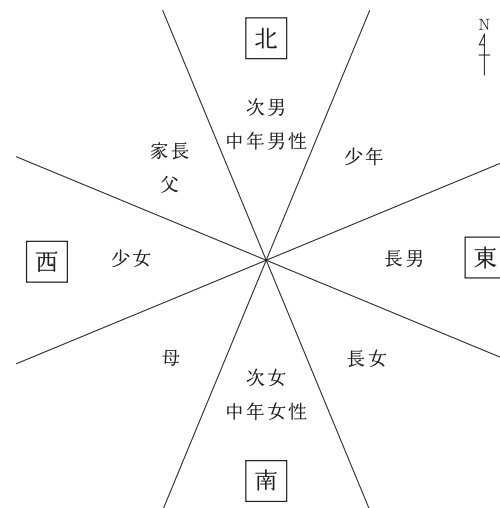 北
N
次男
中年男性
家長
父
少年
西
少女
長男
東
母
長女
次女
中年女性
南